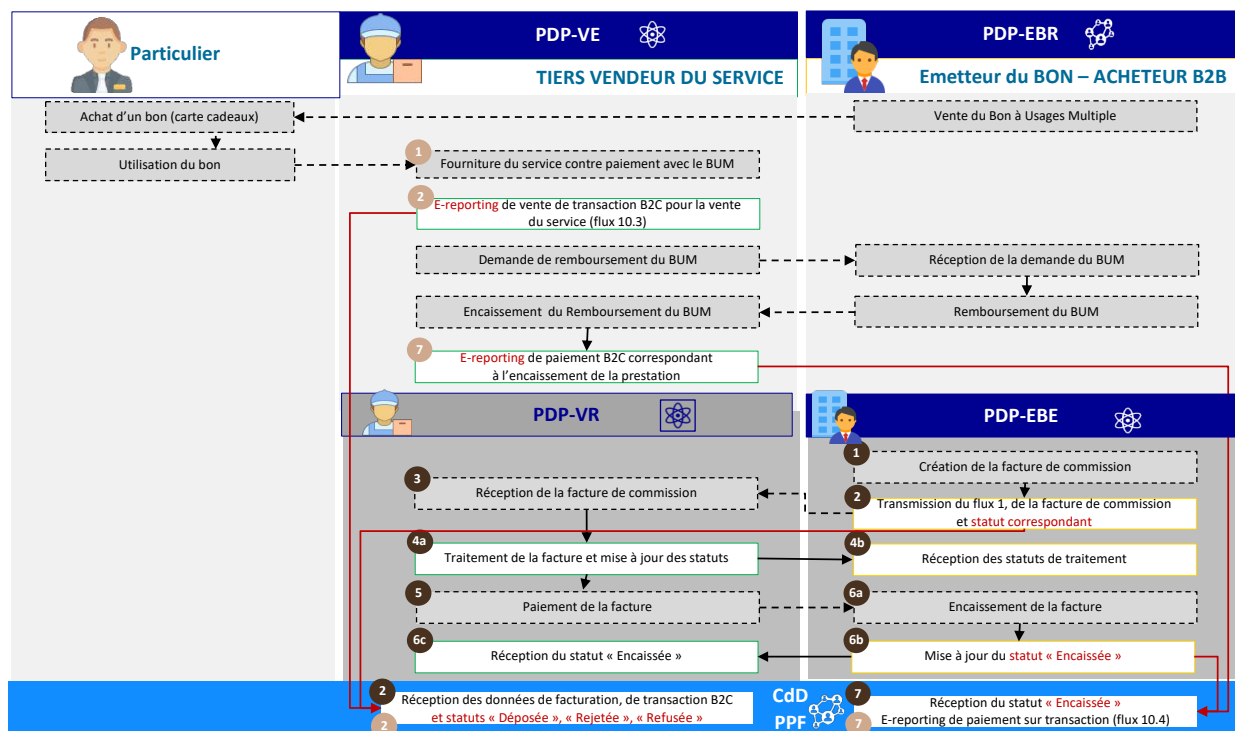 Particulier
PDP-VE
TIERS VENDEUR DU SERVICE
PDP-EBR
Emetteur du BON – ACHETEUR B2B
Achat d'un bon (carte cadeaux)
Vente du Bon à Usages Multiple
Utilisation du bon
1
Fourniture du service contre paiement avec le BUM
2
E-reporting de vente de transaction B2C pour la vente
du service (flux 10.3)
Demande de remboursement du BUM
Réception de la demande du BUM
Encaissement du Remboursement du BUM
Remboursement du BUM
7
E-reporting de paiement B2C correspondant
à l'encaissement de la prestation
PDP-VR
PDP-EBE
1
Création de la facture de commission
3
Réception de la facture de commission
2
Transmission du flux 1, de la facture de commission
et statut correspondant
4a
Traitement de la facture et mise à jour des statuts
4b
Réception des statuts de traitement
5
Paiement de la facture
6a
Encaissement de la facture
6c
Réception du statut « Encaissée »
6b
Mise à jour du statut « Encaissée »
2
Réception des données de facturation, de transaction B2C
et statuts « Déposée », « Rejetée », « Refusée »
2
CdD
PPF
7
Réception du statut « Encaissée »
E-reporting de paiement sur transaction (flux 10.4)
7